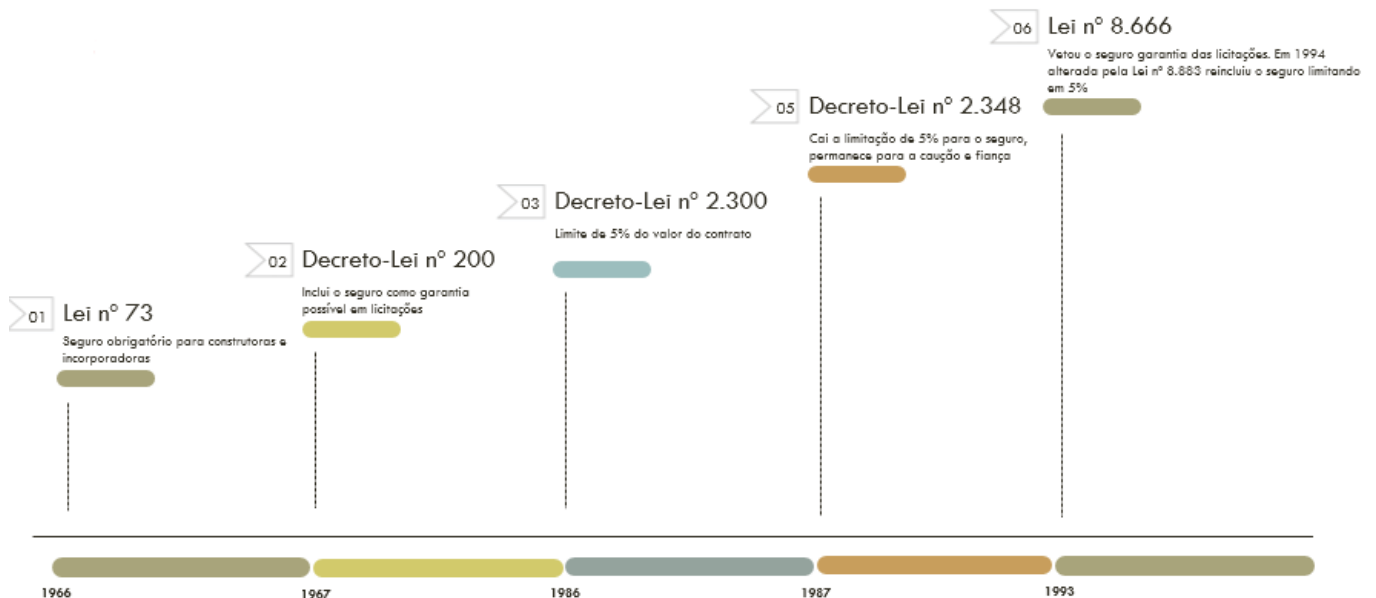 01
Lei nº 73
Seguro obrigatório para construtoras e
incorporadoras
02
Decreto-Lei nº 200
Inclui o seguro como garantia
possível em licitações
03
Decreto-Lei nº 2.300
Limite de 5% do valor do contrato
05
Decreto-Lei nº 2.348
Cai a limitação de 5% para o seguro,
permanece para a caução e fiança
06
Lei nº 8.666
Vetou o seguro garantia das licitações. Em 1994
alterada pela Lei nº 8.883 reincluiu o seguro limitando
em 5%
1966
1967
1986
1987
1993